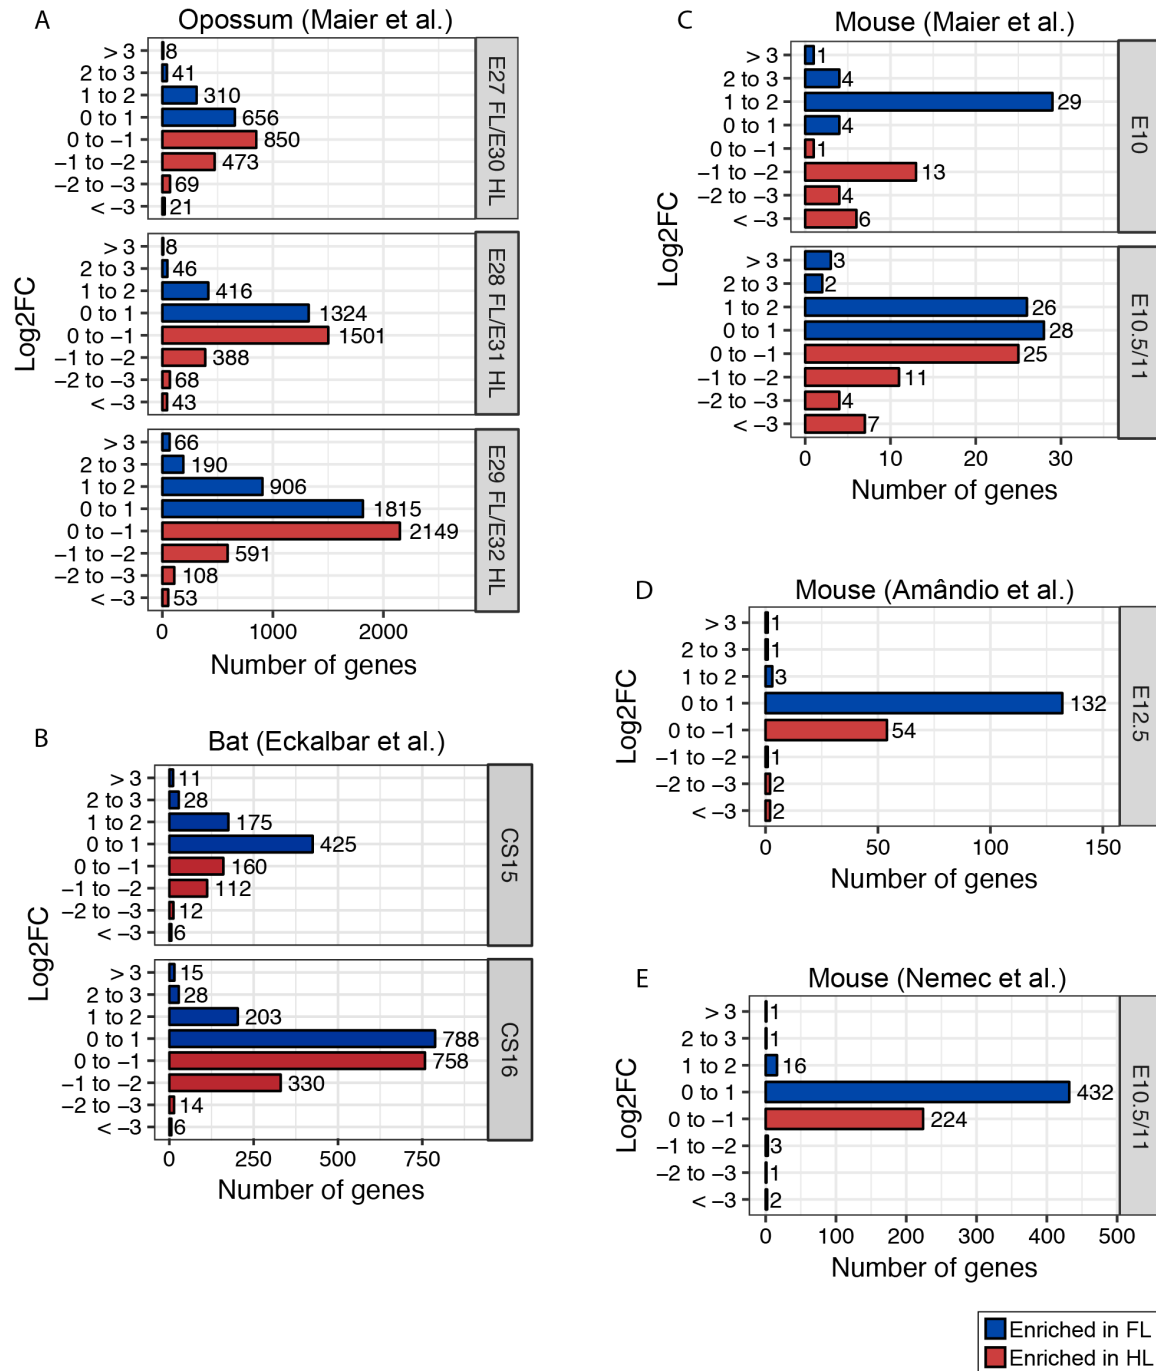 A
Opossum (Maier et al.)
> 3
8
2 to 3
41
1 to 2
310
0 to 1
656
0 to −1
850
−1 to −2
473
−2 to −3
69
< −3
21
E27 FL/E30 HL
> 3
8
2 to 3
46
1 to 2
416
0 to 1
1324
0 to −1
1501
−1 to −2
388
−2 to −3
68
< −3
43
E28 FL/E31 HL
> 3
66
2 to 3
190
1 to 2
906
0 to 1
1815
0 to −1
2149
−1 to −2
591
−2 to −3
108
< −3
53
E29 FL/E32 HL
Log2FC
0 1000 2000
Number of genes
B
Bat (Eckalbar et al.)
> 3
11
2 to 3
28
1 to 2
175
0 to 1
425
0 to −1
160
−1 to −2
112
−2 to −3
12
< −3
6
CS15
> 3
15
2 to 3
28
1 to 2
203
0 to 1
788
0 to −1
758
−1 to −2
330
−2 to −3
14
< −3
6
CS16
Log2FC
0 250 500 750
Number of genes
C
Mouse (Maier et al.)
> 3
1
2 to 3
4
1 to 2
29
0 to 1
4
0 to −1
1
−1 to −2
13
−2 to −3
4
< −3
6
E10
> 3
3
2 to 3
2
1 to 2
26
0 to 1
28
0 to −1
25
−1 to −2
11
−2 to −3
4
< −3
7
E10.5/11
Log2FC
0 10 20 30
Number of genes
D
Mouse (Amândio et al.)
> 3
1
2 to 3
1
1 to 2
3
0 to 1
132
0 to −1
54
−1 to −2
1
−2 to −3
2
< −3
2
E12.5
Log2FC
0 50 100 150
Number of genes
E
Mouse (Nemec et al.)
> 3
1
2 to 3
1
1 to 2
16
0 to 1
432
0 to −1
224
−1 to −2
3
−2 to −3
1
< −3
2
E10.5/11
Log2FC
0 100 200 300 400 500
Number of genes
Enriched in FL
Enriched in HL